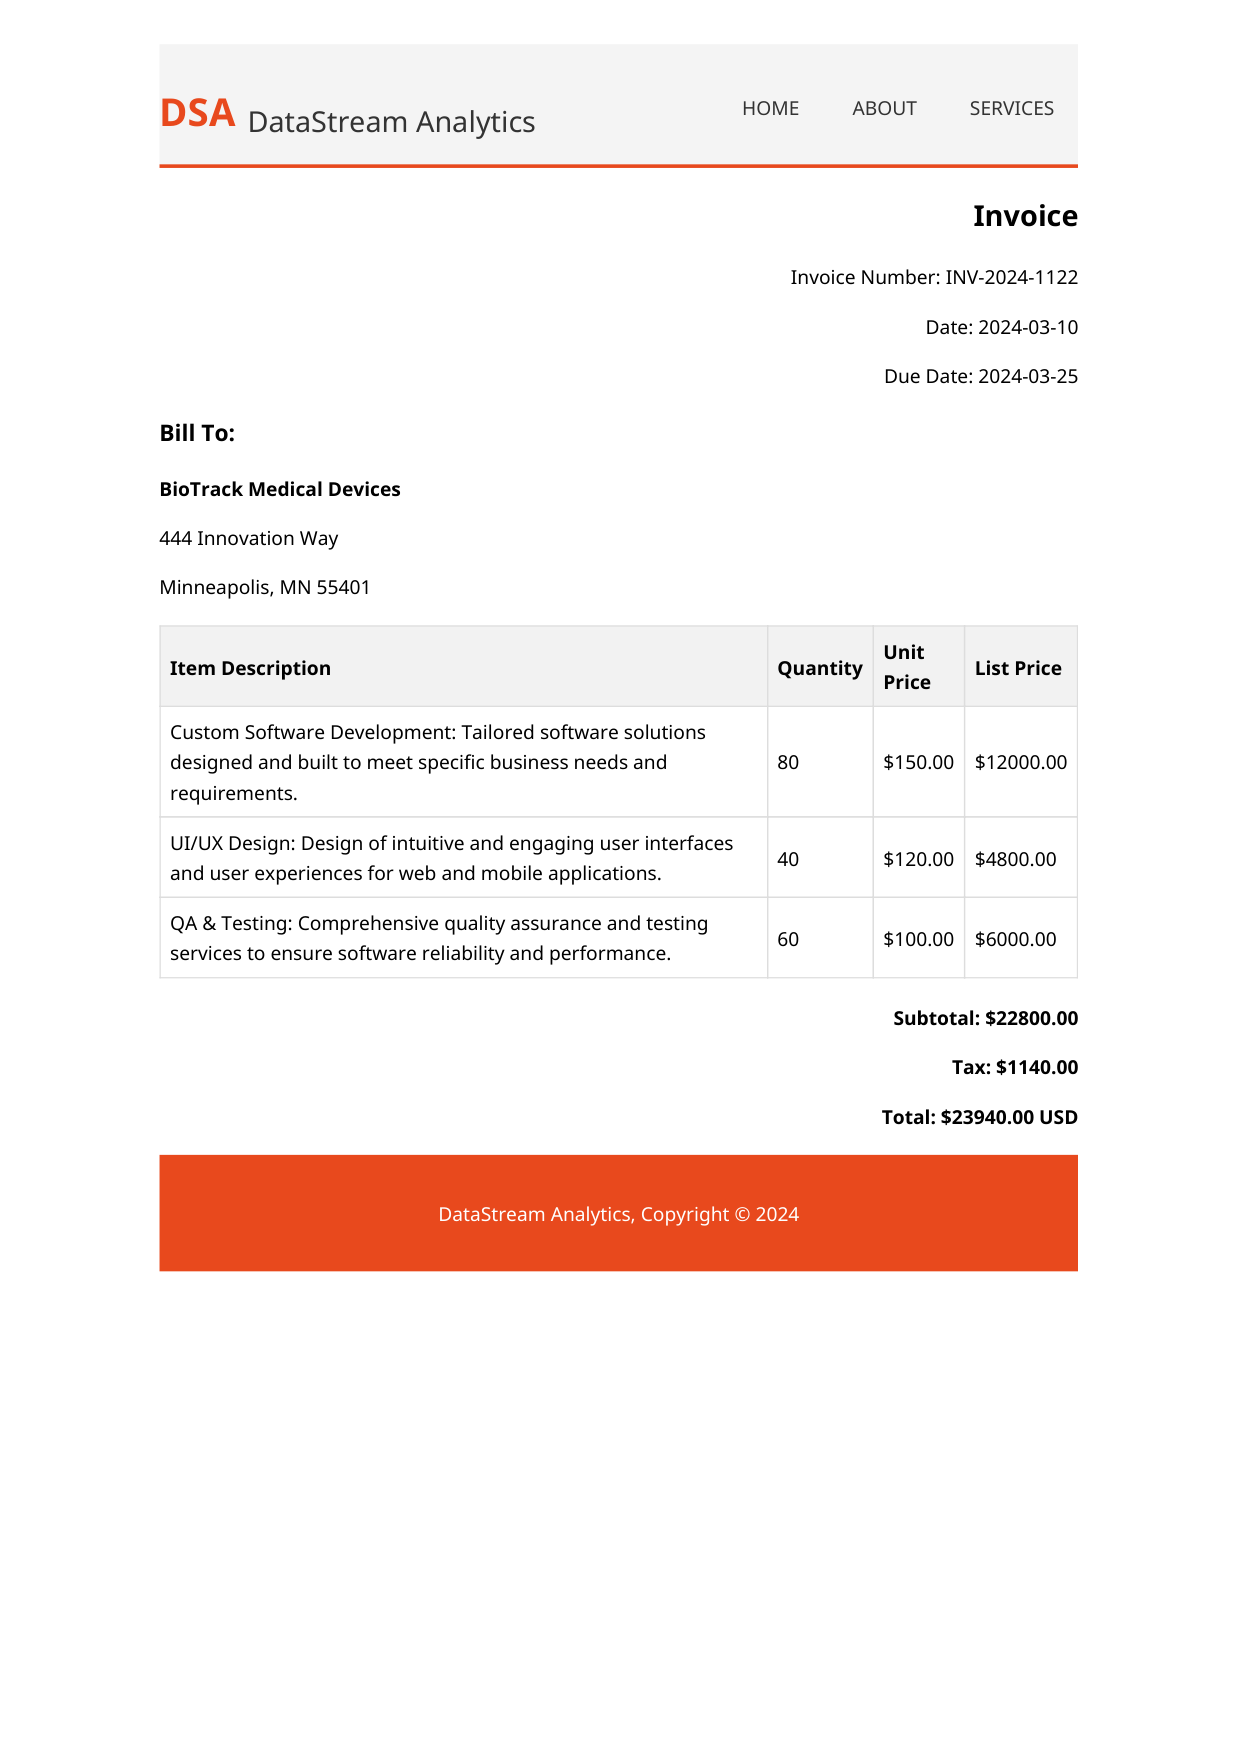 DSA DataStream Analytics HOME ABOUT SERVICES
Invoice
Invoice Number: INV-2024-1122
Date: 2024-03-10
Due Date: 2024-03-25
Bill To:
BioTrack Medical Devices
444 Innovation Way
Minneapolis, MN 55401
Item Description
Quantity
Unit
Price
List Price
Custom Software Development: Tailored software solutions
designed and built to meet specific business needs and
requirements.
80
$150.00
$12000.00
UI/UX Design: Design of intuitive and engaging user interfaces
and user experiences for web and mobile applications.
40
$120.00
$4800.00
QA & Testing: Comprehensive quality assurance and testing
services to ensure software reliability and performance.
60
$100.00
$6000.00
Subtotal: $22800.00
Tax: $1140.00
Total: $23940.00 USD
DataStream Analytics, Copyright © 2024